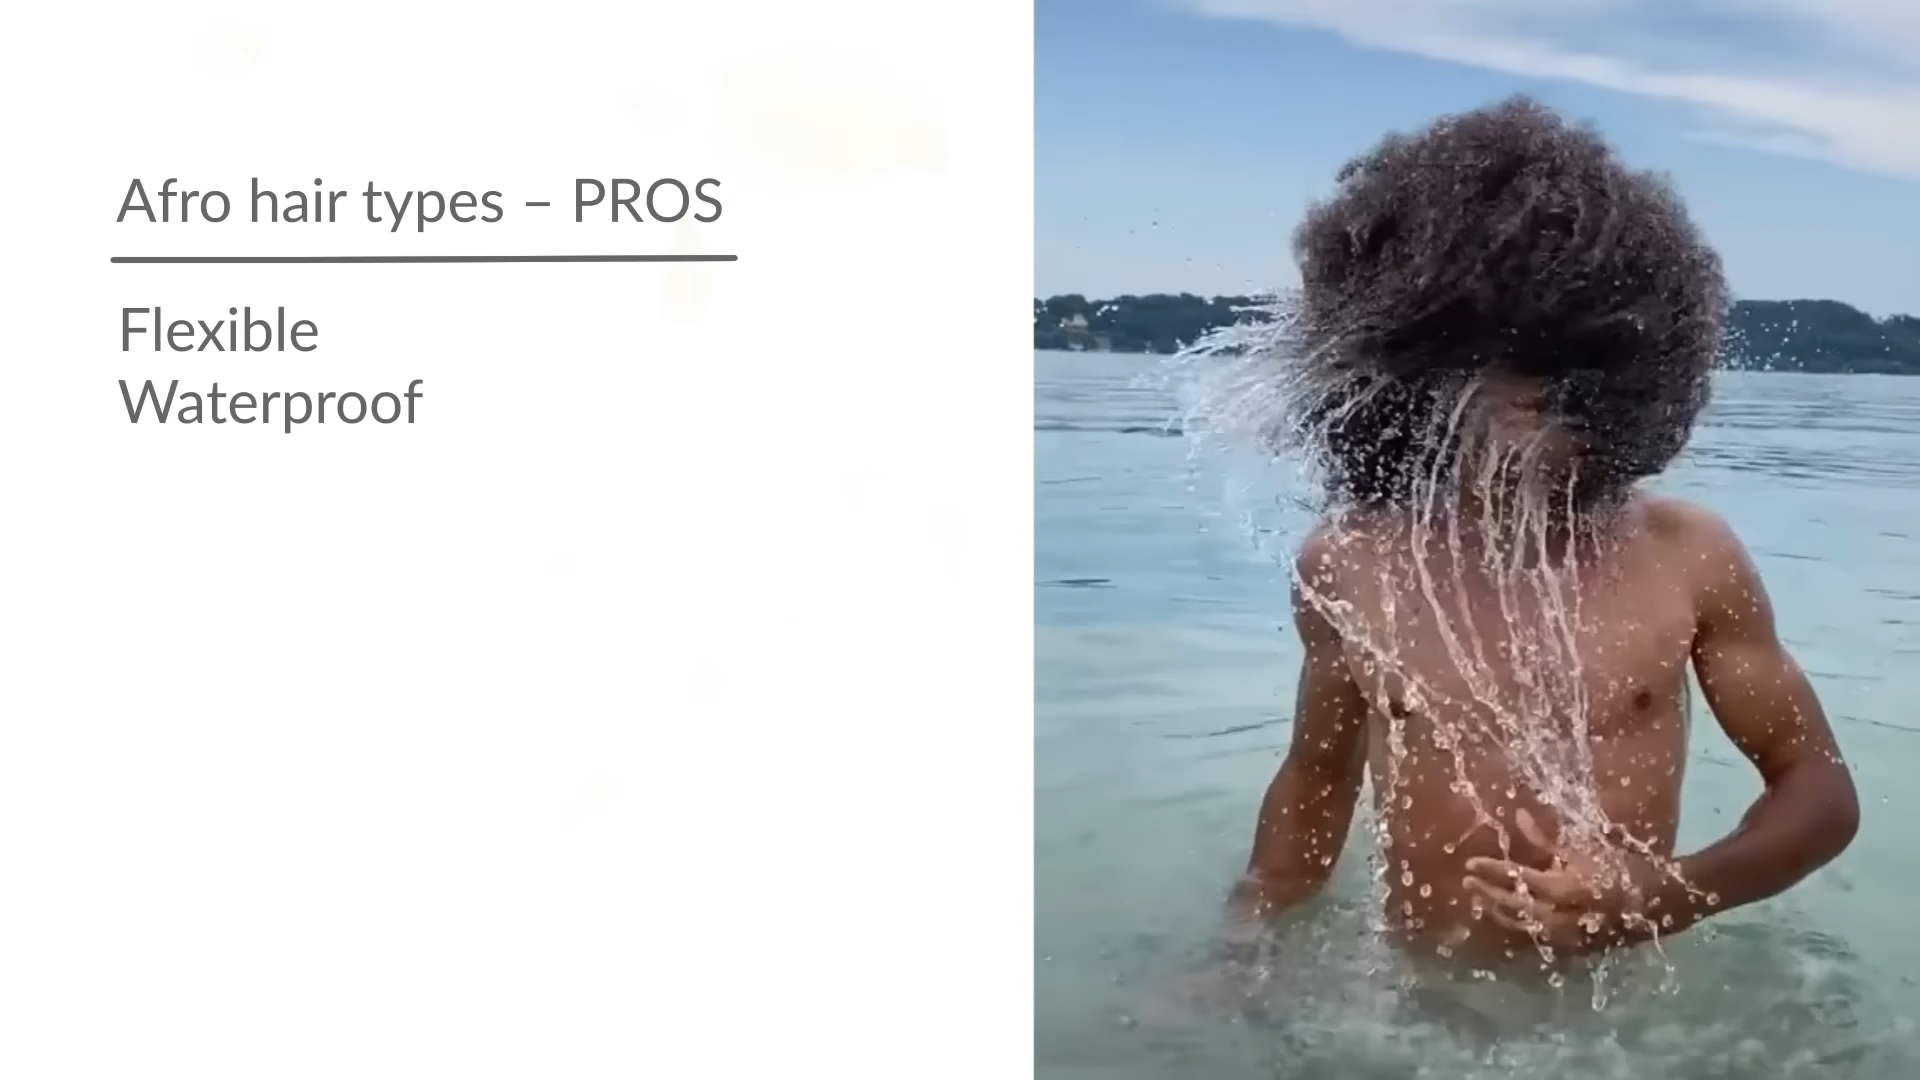 Afro hair types – PROS
Flexible
Waterproof